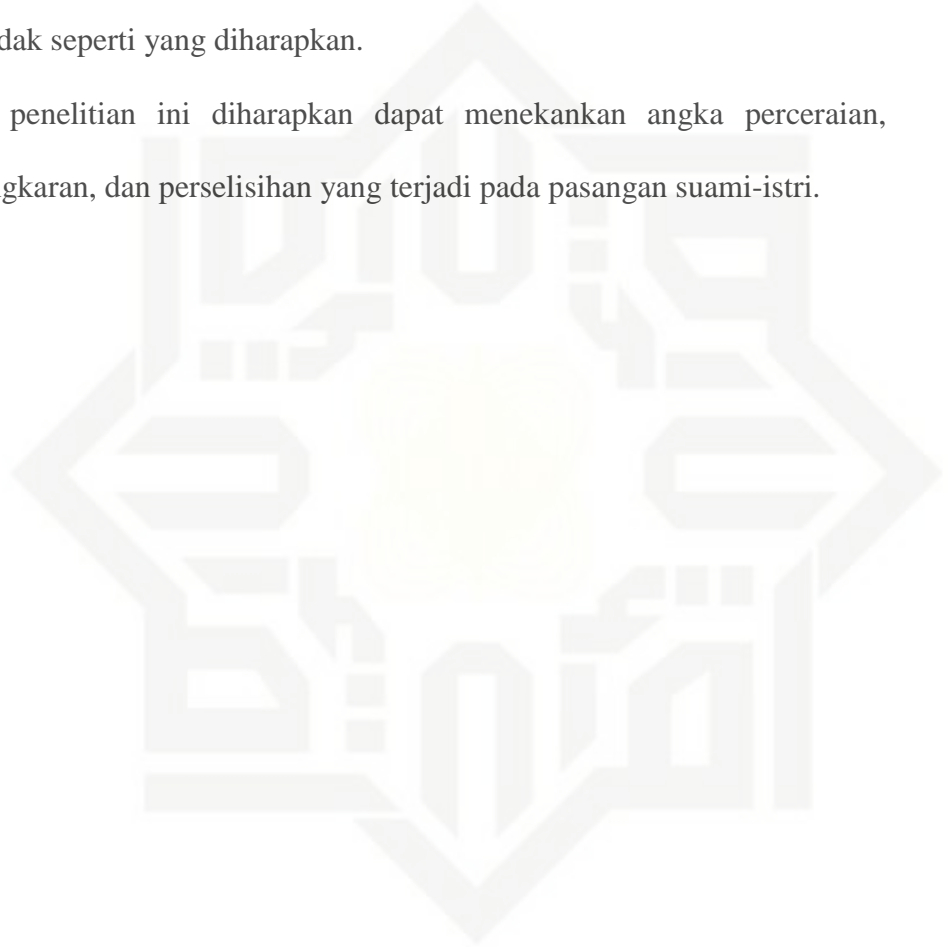 dak seperti yang diharapkan.
penelitian ini diharapkan dapat menekankan angka perceraian,
gkaran, dan perselisihan yang terjadi pada pasangan suami-istri.